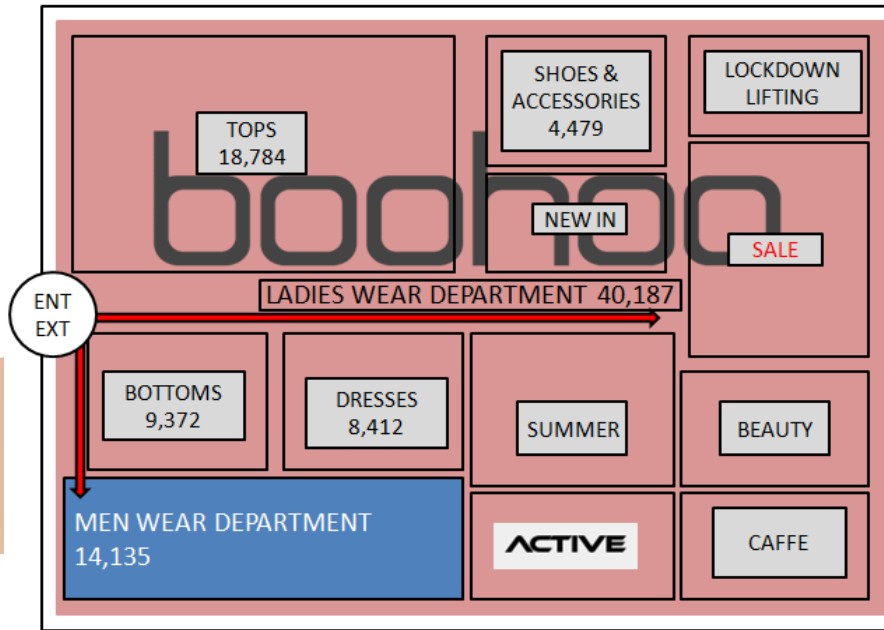 TOPS
18,784
SHOES &
ACCESSORIES
4,479
LOCKDOWN
LIFTING
boohoo
NEW IN
SALE
LADIES WEAR DEPARTMENT 40,187
ENT
EXT
BOTTOMS
9,372
DRESSES
8,412
SUMMER
BEAUTY
MEN WEAR DEPARTMENT
14,135
ACTIVE
CAFFE